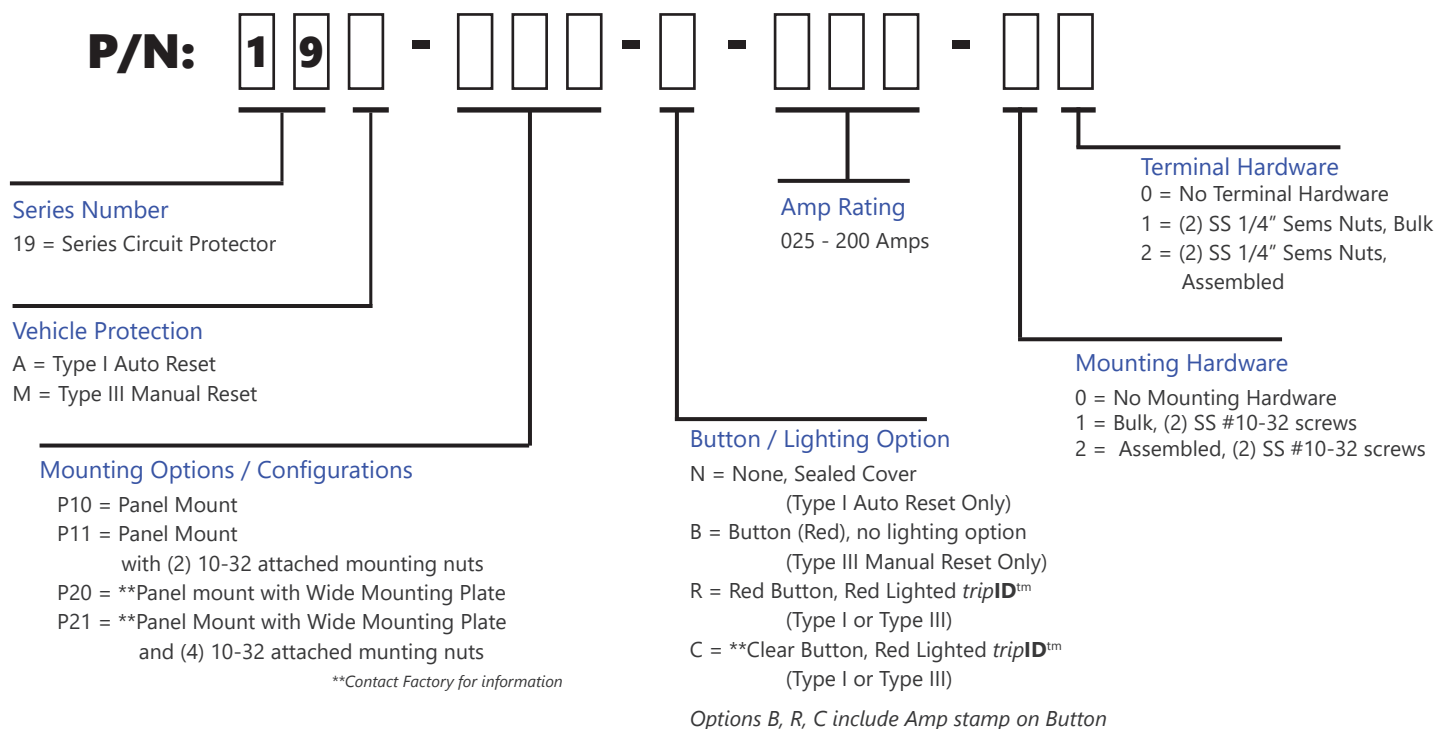 P/N: 1 9 - - - -
Series Number
19 = Series Circuit Protector
Vehicle Protection
A = Type I Auto Reset
M = Type III Manual Reset
Mounting Options / Configurations
P10 = Panel Mount
P11 = Panel Mount
with (2) 10-32 attached mounting nuts
P20 = **Panel mount with Wide Mounting Plate
P21 = **Panel Mount with Wide Mounting Plate
and (4) 10-32 attached munting nuts
**Contact Factory for information
Button / Lighting Option
N = None, Sealed Cover
(Type I Auto Reset Only)
B = Button (Red), no lighting option
(Type III Manual Reset Only)
R = Red Button, Red Lighted tripID™
(Type I or Type III)
C = **Clear Button, Red Lighted tripID™
(Type I or Type III)
Options B, R, C include Amp stamp on Button
Amp Rating
025 - 200 Amps
Terminal Hardware
0 = No Terminal Hardware
1 = (2) SS 1/4” Sems Nuts, Bulk
2 = (2) SS 1/4” Sems Nuts,
Assembled
Mounting Hardware
0 = No Mounting Hardware
1 = Bulk, (2) SS #10-32 screws
2 = Assembled, (2) SS #10-32 screws